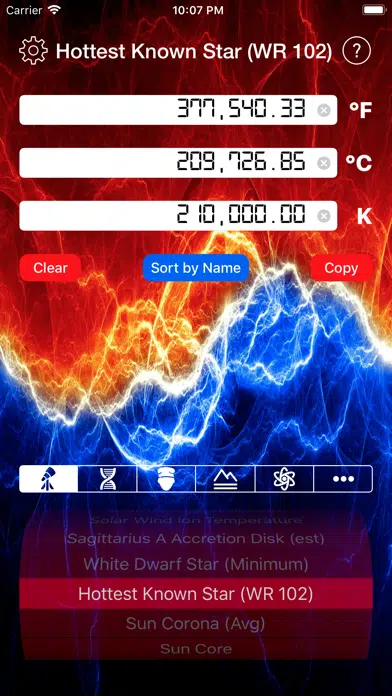 Carrier 10:07 PM
Hottest Known Star (WR 102) ?
377,540.33 °F
209,726.85 °C
210,000.00 K
Clear Sort by Name Copy
Solar Wind Ion Temperature
Sagittarius A Accretion Disk (est)
White Dwarf Star (Minimum)
Hottest Known Star (WR 102)
Sun Corona (Avg)
Sun Core